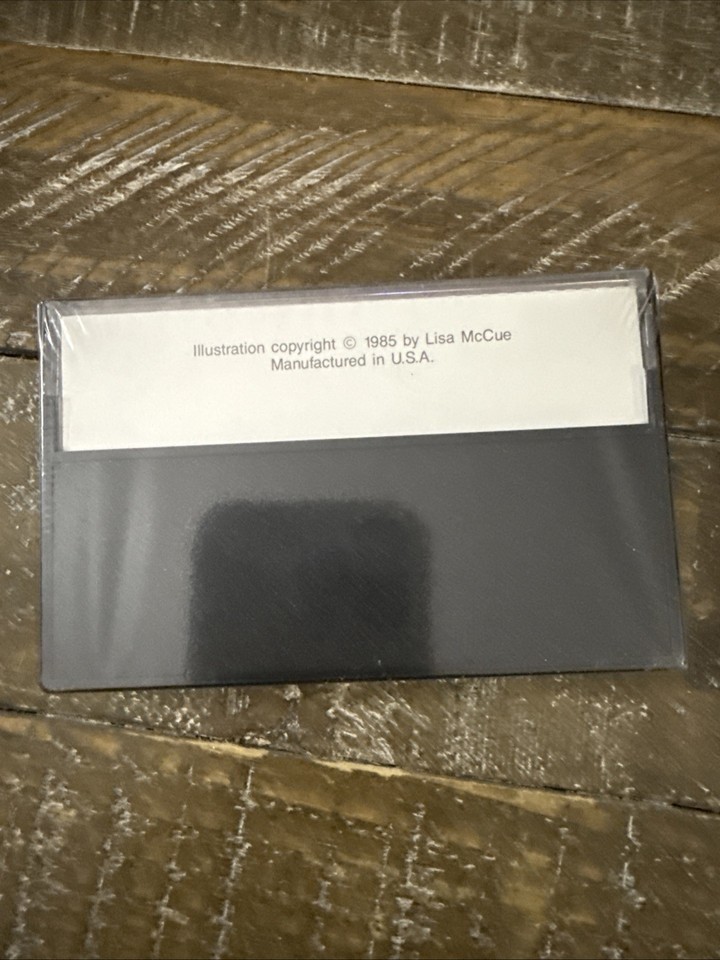 Illustration copyright © 1985 by Lisa McCue
Manufactured in U.S.A.